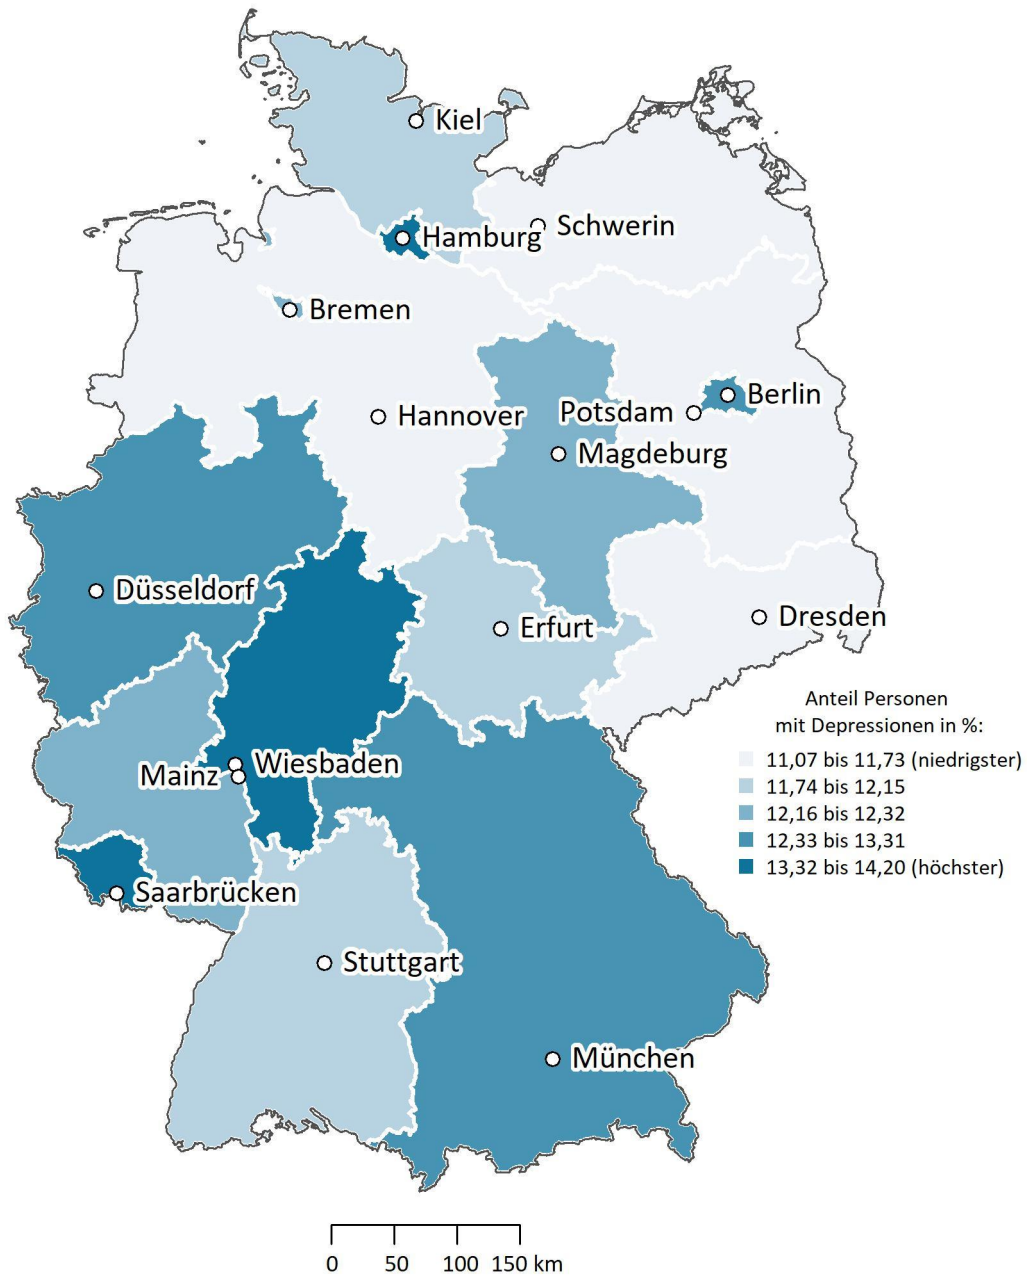 Kiel
Schwerin
Hamburg
Bremen
Berlin
Hannover
Potsdam
Magdeburg
Düsseldorf
Erfurt
Dresden
Anteil Personen
mit Depressionen in %:
11,07 bis 11,73 (niedrigster)
11,74 bis 12,15
12,16 bis 12,32
12,33 bis 13,31
13,32 bis 14,20 (höchster)
Wiesbaden
Mainz
Saarbrücken
Stuttgart
München
0 50 100 150 km